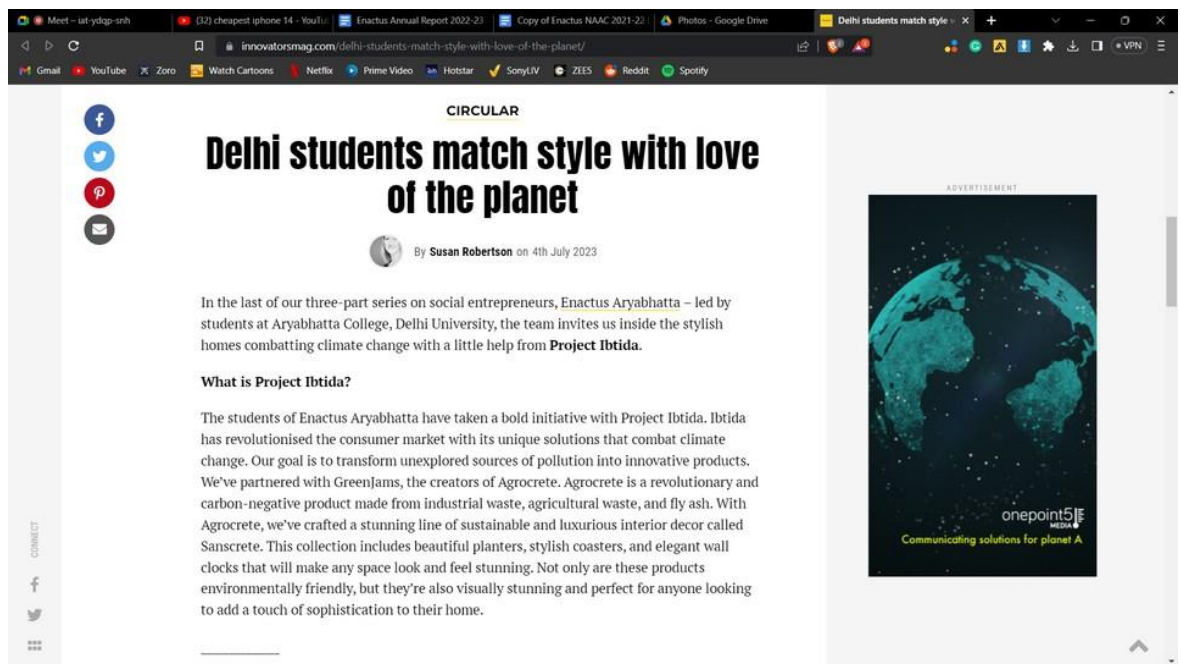 Meet – iat-ydqp-snh
(32) cheapest iphone 14 - YouTu
Enactus Annual Report 2022-23
Copy of Enactus NAAC 2021-22
Photos - Google Drive
Delhi students match style
innovatorsmag.com/delhi-students-match-style-with-love-of-the-planet/
VPN
Gmail YouTube Zoro Watch Cartoons Netflix Prime Video Hotstar SonyLIV ZEE5 Reddit Spotify
CIRCULAR
Delhi students match style with love
of the planet
By Susan Robertson on 4th July 2023
In the last of our three-part series on social entrepreneurs, Enactus Aryabhatta – led by
students at Aryabhatta College, Delhi University, the team invites us inside the stylish
homes combatting climate change with a little help from Project Ibtida.
What is Project Ibtida?
The students of Enactus Aryabhatta have taken a bold initiative with Project Ibtida. Ibtida
has revolutionised the consumer market with its unique solutions that combat climate
change. Our goal is to transform unexplored sources of pollution into innovative products.
We've partnered with GreenJams, the creators of Agrocrete. Agrocrete is a revolutionary and
carbon-negative product made from industrial waste, agricultural waste, and fly ash. With
Agrocrete, we've crafted a stunning line of sustainable and luxurious interior decor called
Sanscrete. This collection includes beautiful planters, stylish coasters, and elegant wall
clocks that will make any space look and feel stunning. Not only are these products
environmentally friendly, but they're also visually stunning and perfect for anyone looking
to add a touch of sophistication to their home.
CONNECT
ADVERTISEMENT
onepoint5
MEDIA
Communicating solutions for planet A